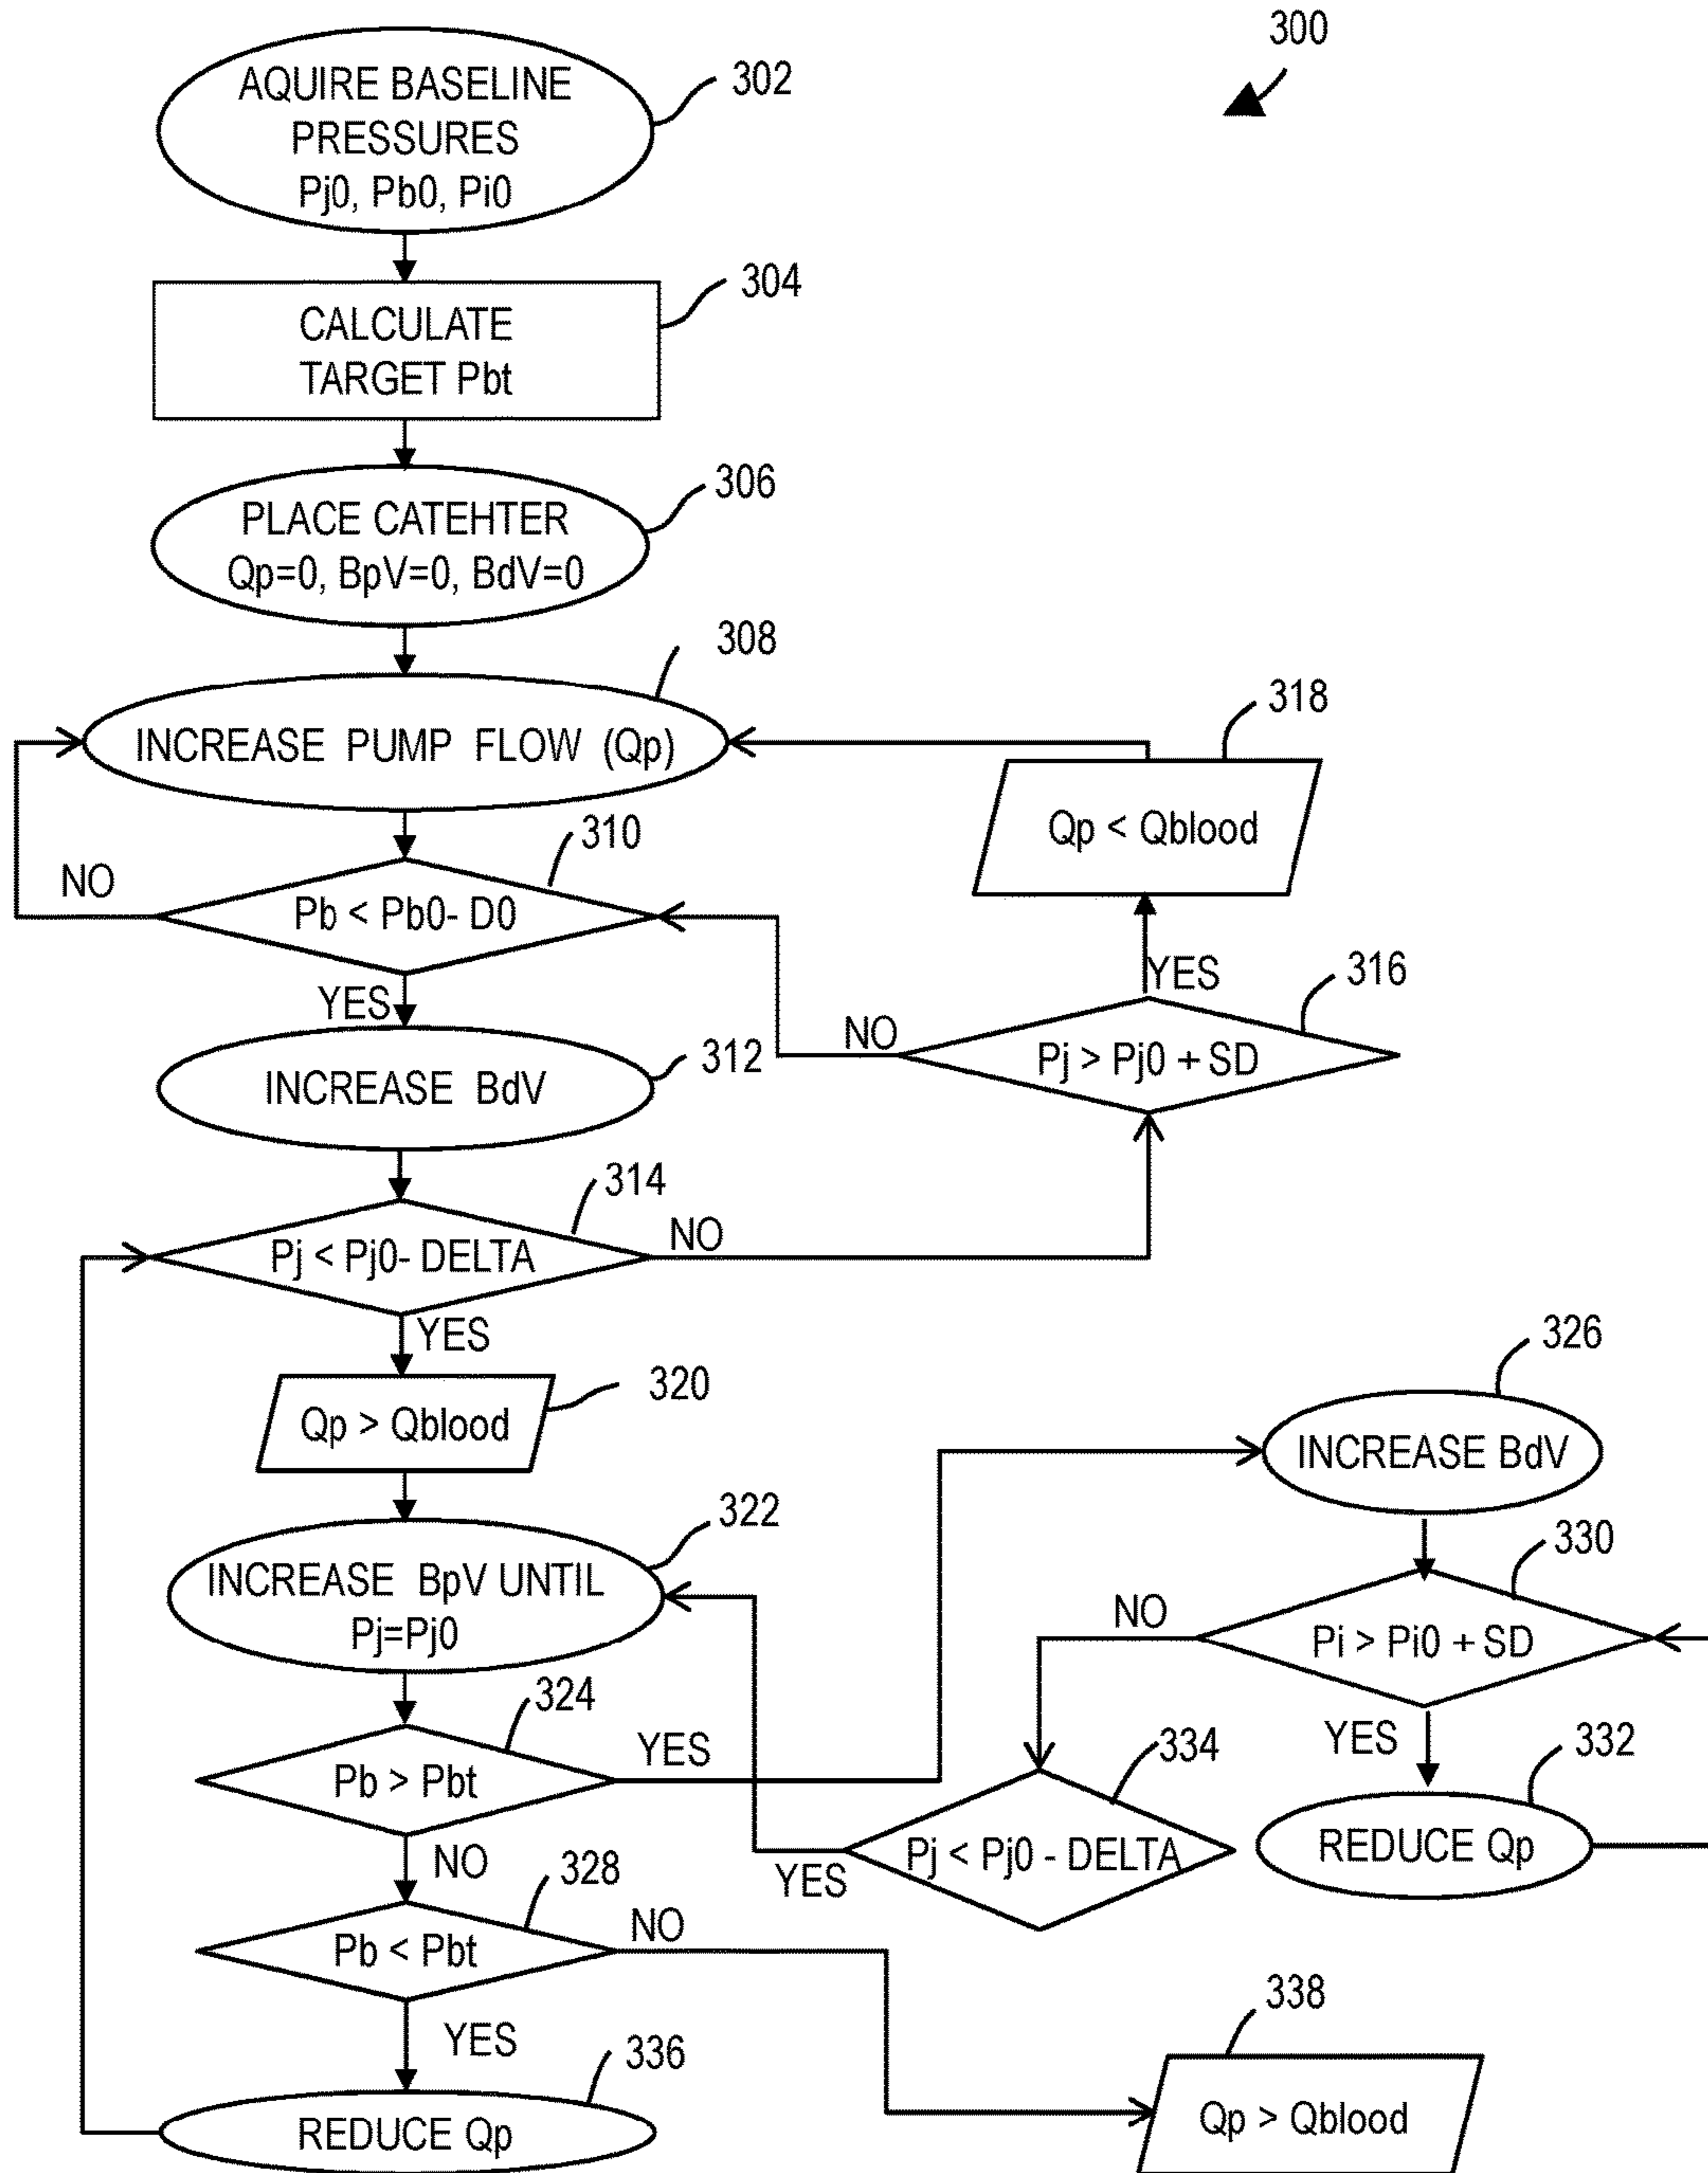 300
AQUIRE BASELINE
PRESSURES
Pj0, Pb0, Pi0
302
CALCULATE
TARGET Pbt
304
PLACE CATEHTER
Qp=0, BpV=0, BdV=0
306
INCREASE PUMP FLOW (Qp)
308
Pb < Pb0- D0
310
NO
YES
INCREASE BdV
312
Pj < Pj0- DELTA
314
NO
YES
Pj > Pj0 + SD
316
NO
YES
Qp < Qblood
318
Qp > Qblood
320
INCREASE BpV UNTIL
Pj=Pj0
322
Pb > Pbt
324
YES
NO
INCREASE BdV
326
Pi > Pi0 + SD
330
NO
YES
REDUCE Qp
332
Pj < Pj0 - DELTA
334
YES
Pb < Pbt
328
NO
YES
REDUCE Qp
336
Qp > Qblood
338